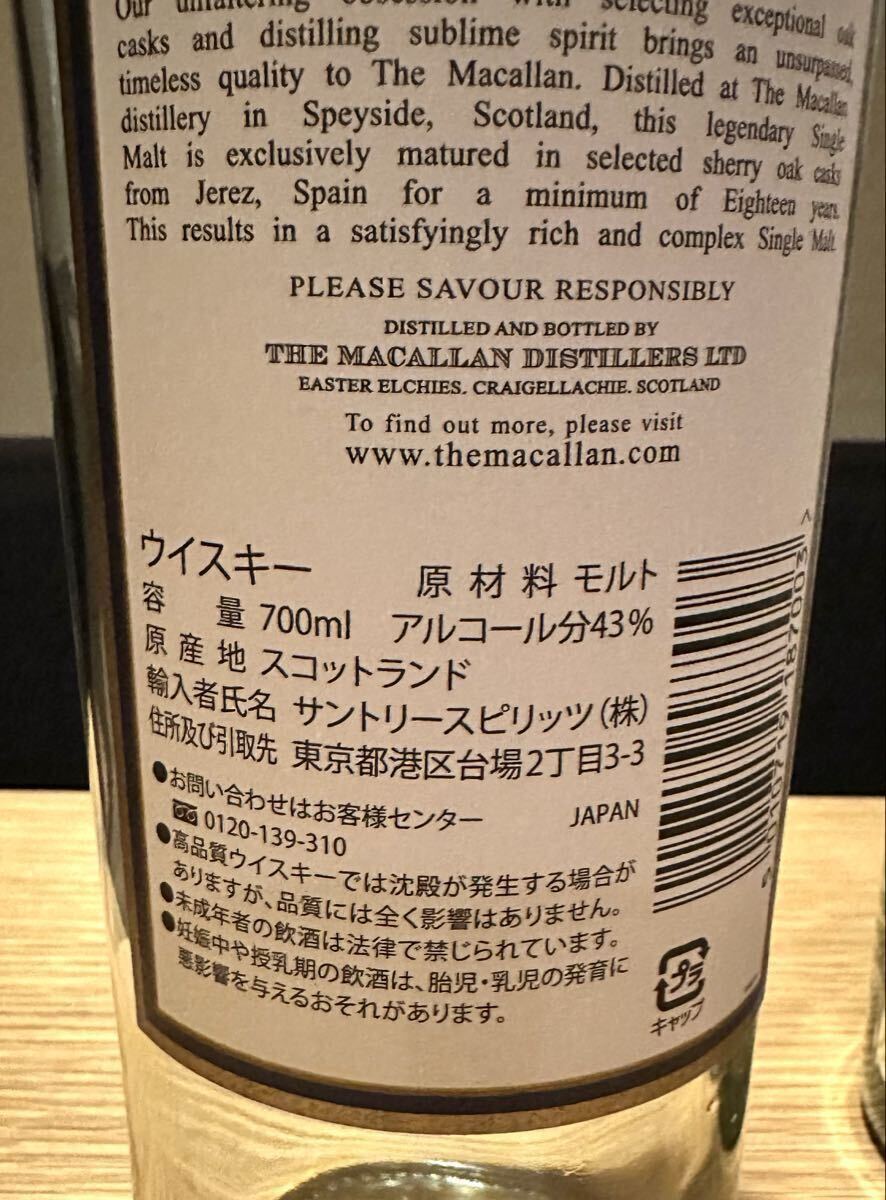 Our unfaltering obsession with selecting exceptional oak
casks and distilling sublime spirit brings an unsurpassed,
timeless quality to The Macallan. Distilled at The Macallan
distillery in Speyside, Scotland, this legendary Single
Malt is exclusively matured in selected sherry oak casks
from Jerez, Spain for a minimum of Eighteen years.
This results in a satisfyingly rich and complex Single Malt.
PLEASE SAVOUR RESPONSIBLY
DISTILLED AND BOTTLED BY
THE MACALLAN DISTILLERS LTD
EASTER ELCHIES. CRAIGELLACHIE. SCOTLAND
To find out more, please visit
www.themacallan.com
ウイスキー 原材料 モルト
容量 700ml アルコール分43%
原産地 スコットランド
輸入者氏名 サントリースピリッツ(株)
住所及び引取先 東京都港区台場2丁目3-3
●お問い合わせはお客様センター JAPAN
0120-139-310
●高品質ウイスキーでは沈殿が発生する場合が
ありますが、品質には全く影響はありません。
●未成年者の飲酒は法律で禁じられています。
●妊娠中や授乳期の飲酒は、胎児・乳児の発育に
悪影響を与えるおそれがあります。
プラ
キャップ
5 010719 187003 >